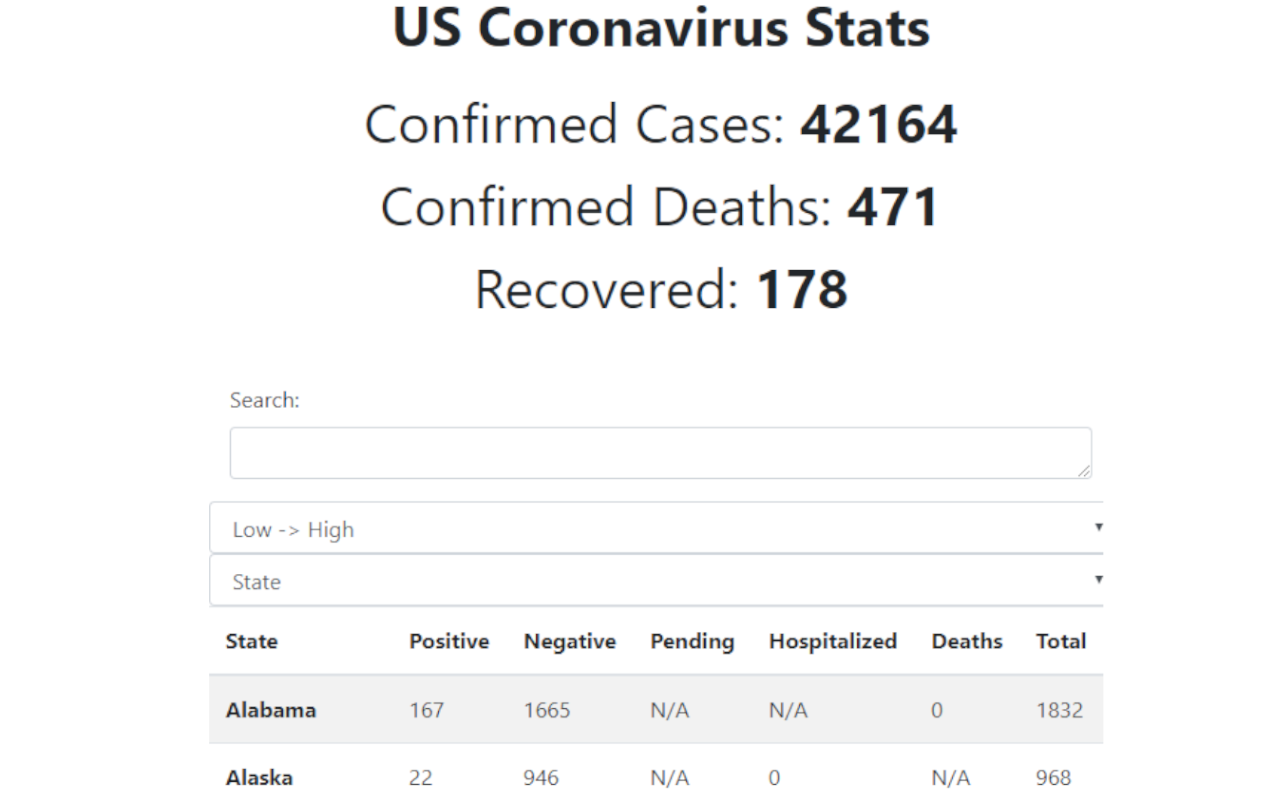 US Coronavirus Stats
Confirmed Cases: 42164
Confirmed Deaths: 471
Recovered: 178
Search:
Low -> High
State
State Positive Negative Pending Hospitalized Deaths Total
Alabama 167 1665 N/A N/A 0 1832
Alaska 22 946 N/A 0 N/A 968